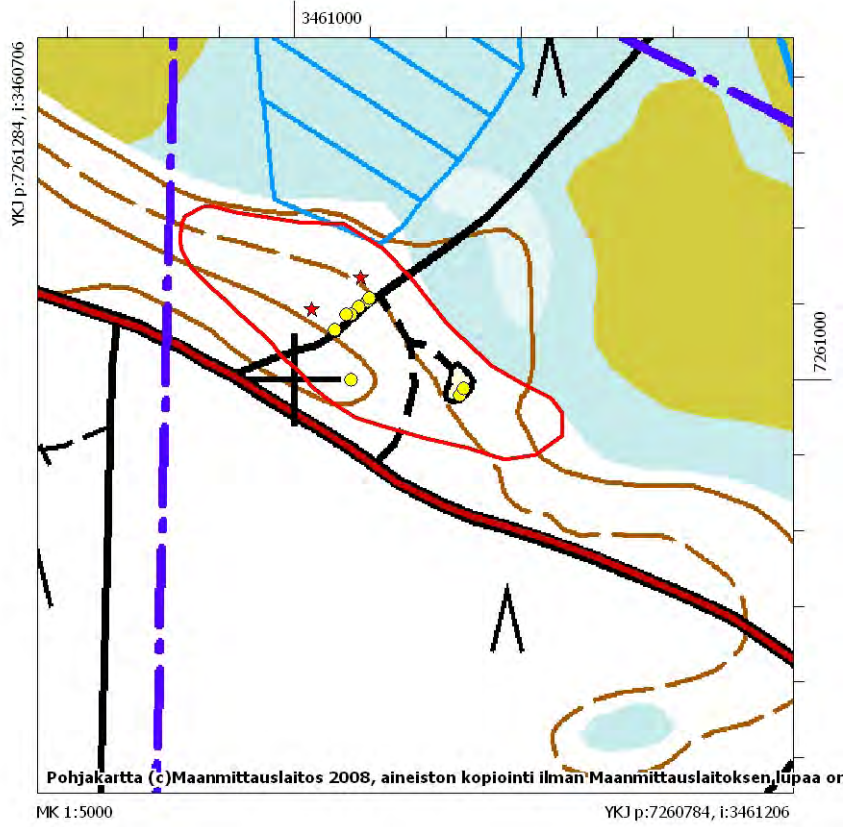 3461000
YKJ p:7261284, i:3460706
7261000
Pohjakartta (c)Maanmittauslaitos 2008, aineiston kopiointi ilman Maanmittauslaitoksen lupaa on
MK 1:5000
YKJ p:7260784, i:3461206